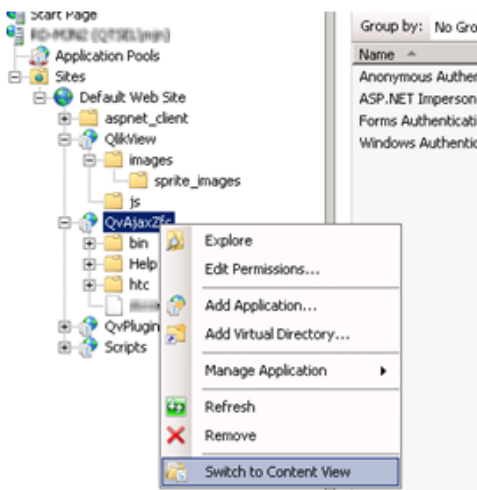 Start Page
Application Pools
Sites
Default Web Site
aspnet_client
QlikView
images
sprite_images
js
QvAjaxZfc
bin
Help
htc
QvPlugin
Scripts
Explore
Edit Permissions...
Add Application...
Add Virtual Directory...
Manage Application
Refresh
Remove
Switch to Content View
Group by: No Gro
Name
Anonymous Auther
ASP.NET Imperson
Forms Authenticati
Windows Authentic